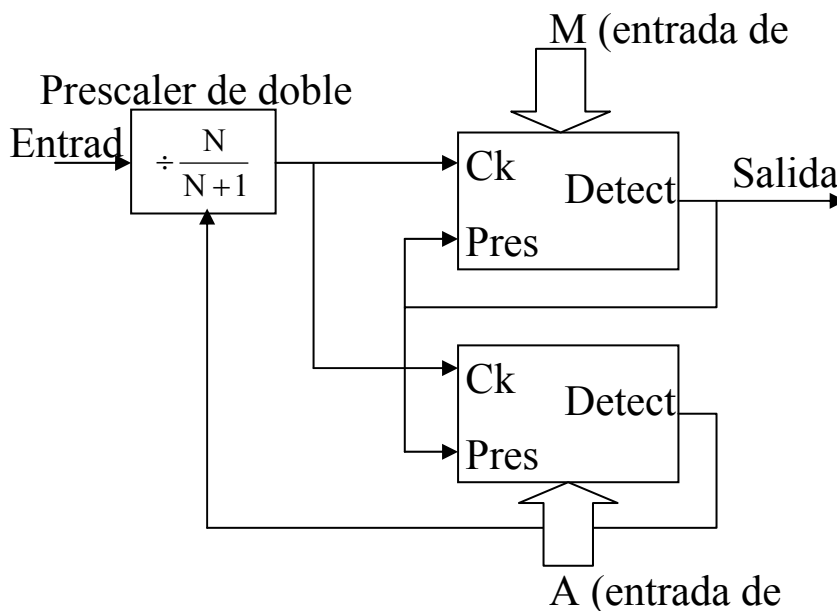 M (entrada de
Prescaler de doble
Entrad
÷ N
N + 1
Ck
Detect
Pres
Salida
Ck
Detect
Pres
A (entrada de